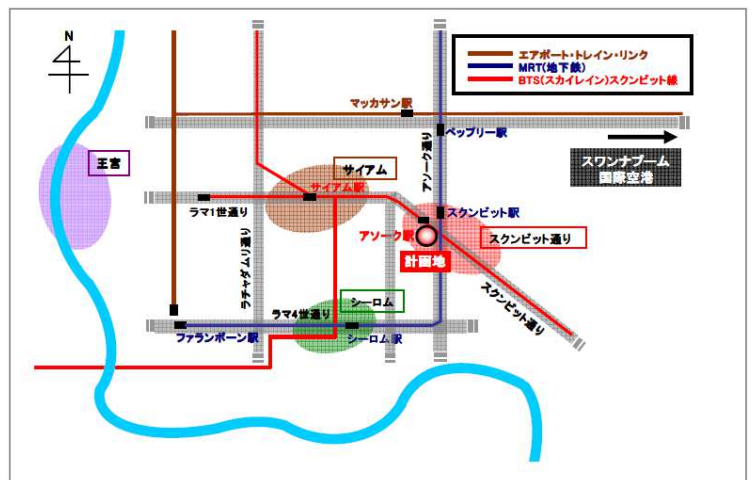 N
エアポート・トレイン・リンク
MRT(地下鉄)
BTS(スカイレイン)スクンビット線
マッカサン駅
ペップリー駅
アソーク通り
スワンナプーム
国際空港
王宮
サイアム
サイアム駅
ラマ1世通り
スクンビット駅
アソーク駅
スクンビット通り
計画地
ラチャダムリ通り
シーロム
ラマ4世通り
スクンビット通り
ファランポーン駅
シーロム駅